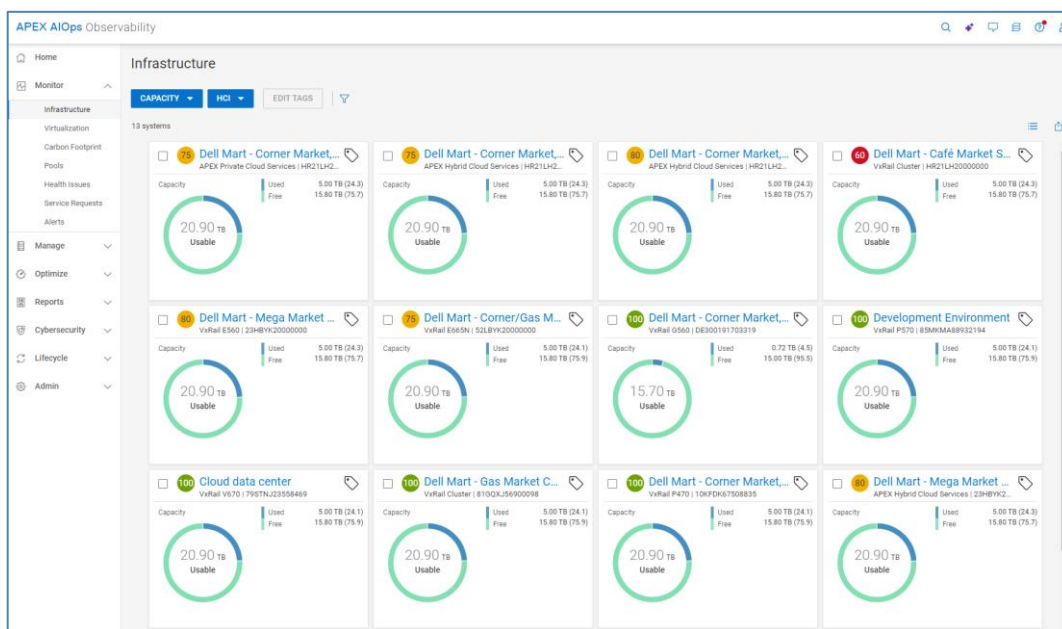 APEX AIOps Observability
Home
Monitor
Infrastructure
Virtualization
Carbon Footprint
Pools
Health Issues
Service Requests
Alerts
Manage
Optimize
Reports
Cybersecurity
Lifecycle
Admin
Infrastructure
CAPACITY
HCI
EDIT TAGS
13 systems
75 Dell Mart - Corner Market,...
APEX Private Cloud Services | HR21LH2...
Capacity
Used 5.00 TB (24.3)
Free 15.80 TB (75.7)
20.90 TB
Usable
75 Dell Mart - Corner Market,...
APEX Hybrid Cloud Services | HR21LH2...
Capacity
Used 5.00 TB (24.3)
Free 15.80 TB (75.7)
20.90 TB
Usable
80 Dell Mart - Corner Market,...
APEX Hybrid Cloud Services | HR21LH2...
Capacity
Used 5.00 TB (24.3)
Free 15.80 TB (75.7)
20.90 TB
Usable
60 Dell Mart - Café Market S...
VxRail Cluster | HR21LH20000000
Capacity
Used 5.00 TB (24.3)
Free 15.80 TB (75.7)
20.90 TB
Usable
80 Dell Mart - Mega Market ...
VxRail E560 | 23HBYK20000000
Capacity
Used 5.00 TB (24.3)
Free 15.80 TB (75.7)
20.90 TB
Usable
75 Dell Mart - Corner/Gas M...
VxRail E665N | 52LBYK20000000
Capacity
Used 5.00 TB (24.1)
Free 15.80 TB (75.9)
20.90 TB
Usable
100 Dell Mart - Corner Market,...
VxRail G560 | DE300191703319
Capacity
Used 0.72 TB (4.5)
Free 15.00 TB (95.5)
15.70 TB
Usable
100 Development Environment
VxRail P570 | 85MKMA88932194
Capacity
Used 5.00 TB (24.1)
Free 15.80 TB (75.9)
20.90 TB
Usable
100 Cloud data center
VxRail V670 | 79STNJ23558469
Capacity
Used 5.00 TB (24.1)
Free 15.80 TB (75.9)
20.90 TB
Usable
100 Dell Mart - Gas Market C...
VxRail Cluster | 81GQXJ56900098
Capacity
Used 5.00 TB (24.1)
Free 15.80 TB (75.9)
20.90 TB
Usable
100 Dell Mart - Corner Market,...
VxRail P470 | 10KFDK67508835
Capacity
Used 5.00 TB (24.1)
Free 15.80 TB (75.9)
20.90 TB
Usable
80 Dell Mart - Mega Market ...
APEX Hybrid Cloud Services | 23HBYK2...
Capacity
Used 5.00 TB (24.3)
Free 15.80 TB (75.7)
20.90 TB
Usable